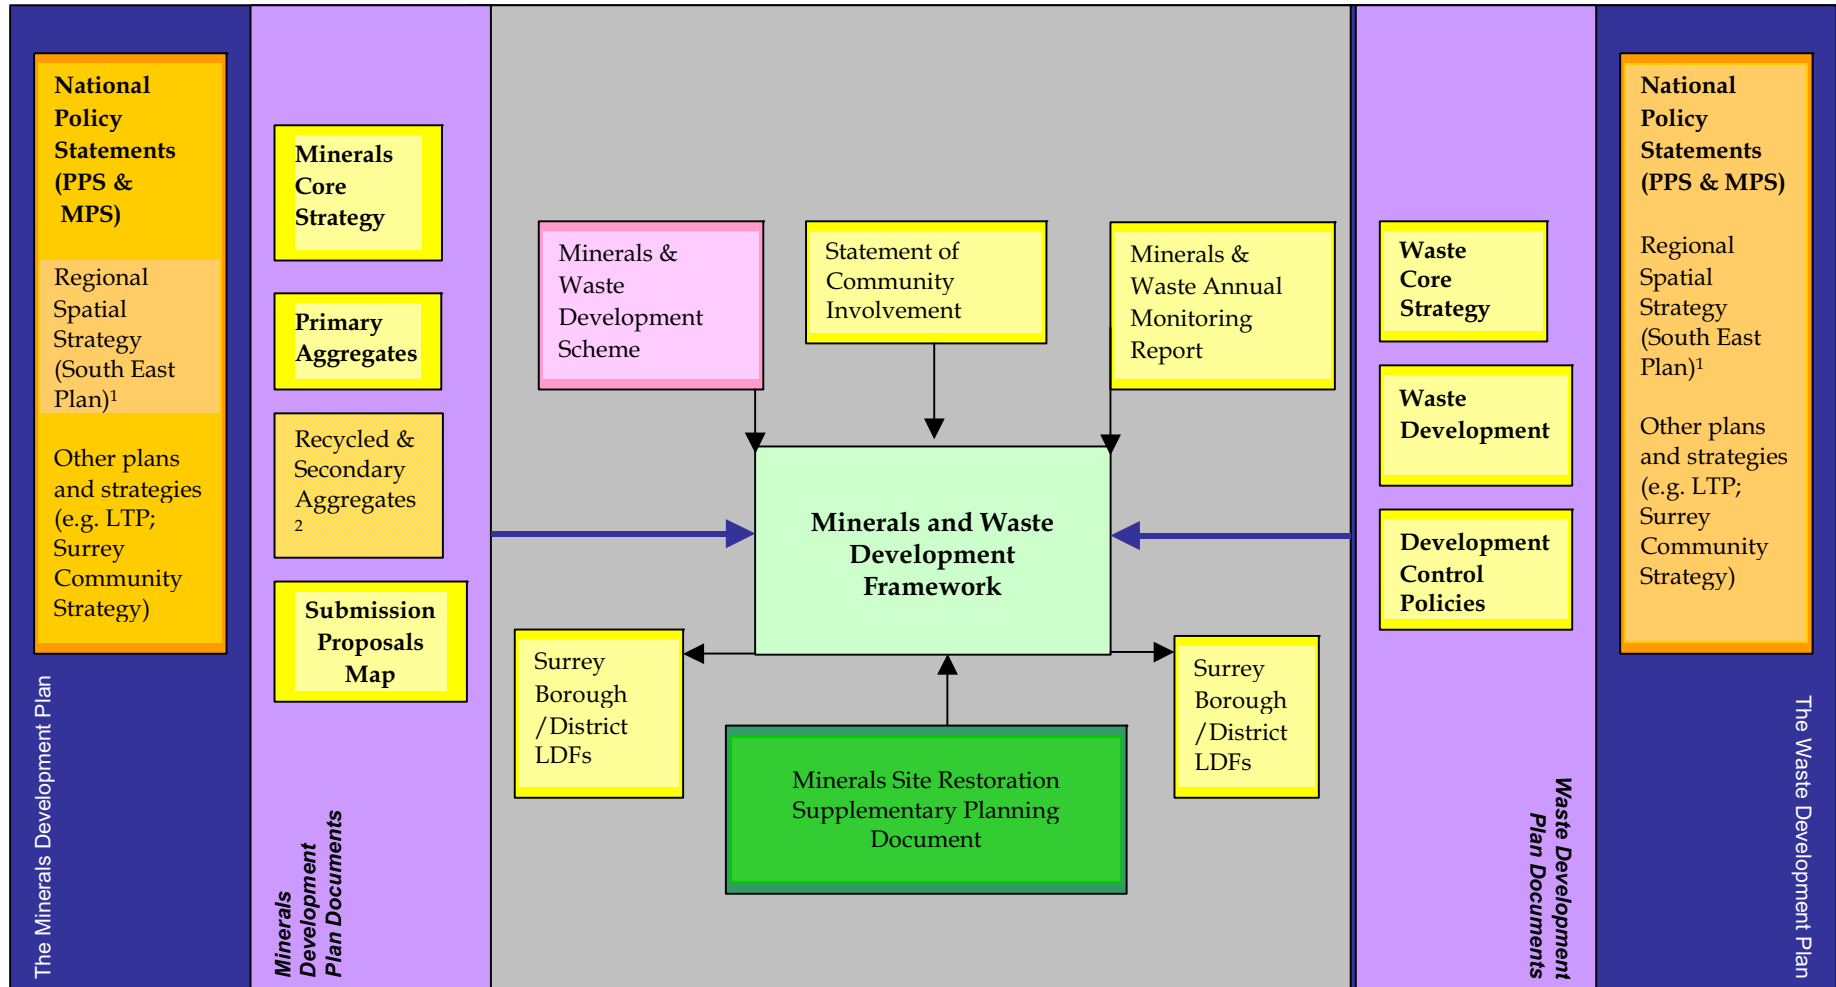 National
Policy
Statements
(PPS &
MPS)
Regional
Spatial
Strategy
(South East
Plan)¹
Other plans
and strategies
(e.g. LTP;
Surrey
Community
Strategy)
The Minerals Development Plan
Minerals
Core
Strategy
Primary
Aggregates
Recycled &
Secondary
Aggregates
2
Submission
Proposals
Map
Minerals
Development
Plan Documents
Minerals &
Waste
Development
Scheme
Statement of
Community
Involvement
Minerals &
Waste Annual
Monitoring
Report
Minerals and Waste
Development
Framework
Surrey
Borough
/District
LDFs
Surrey
Borough
/District
LDFs
Minerals Site Restoration
Supplementary Planning
Document
Waste
Core
Strategy
Waste
Development
Development
Control
Policies
Waste Development
Plan Documents
National
Policy
Statements
(PPS & MPS)
Regional
Spatial
Strategy
(South East
Plan)¹
Other plans
and strategies
(e.g. LTP;
Surrey
Community
Strategy)
The Waste Development Plan